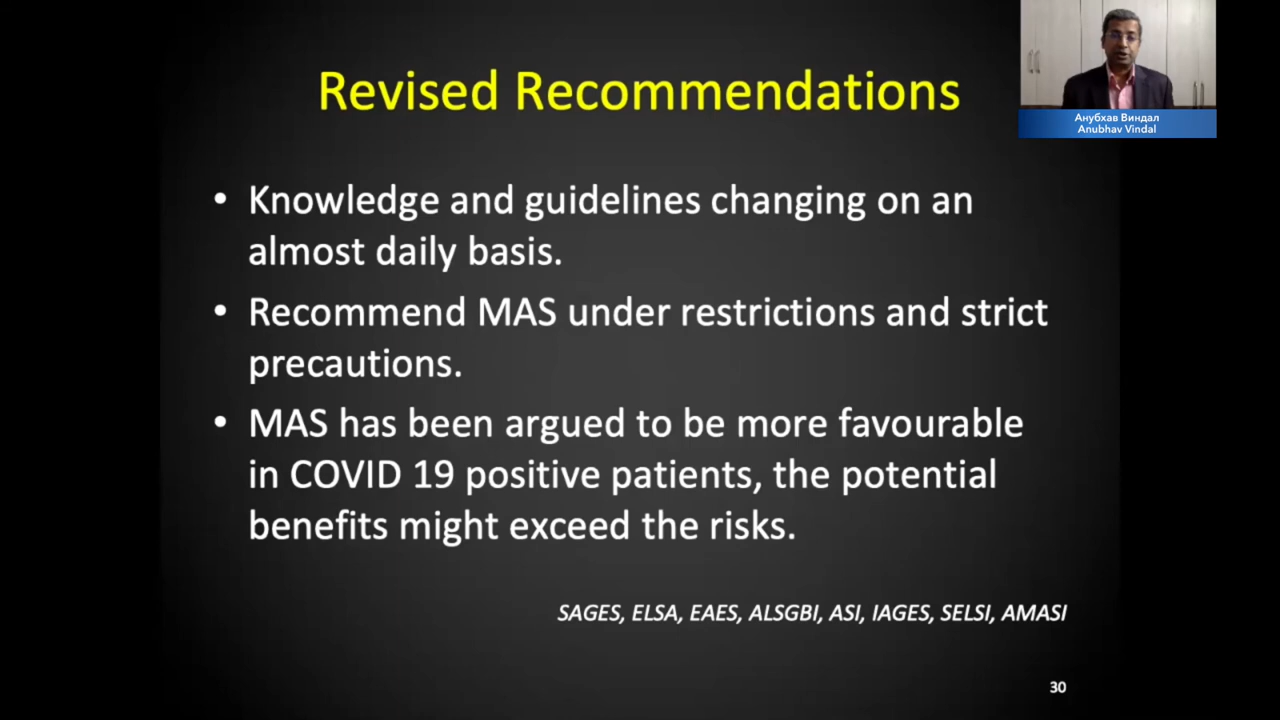 Revised Recommendations
Анубхав Виндал
Anubhav Vindal
• Knowledge and guidelines changing on an
almost daily basis.
• Recommend MAS under restrictions and strict
precautions.
• MAS has been argued to be more favourable
in COVID 19 positive patients, the potential
benefits might exceed the risks.
SAGES, ELSA, EAES, ALSGBI, ASI, IAGES, SELSI, AMASI
30